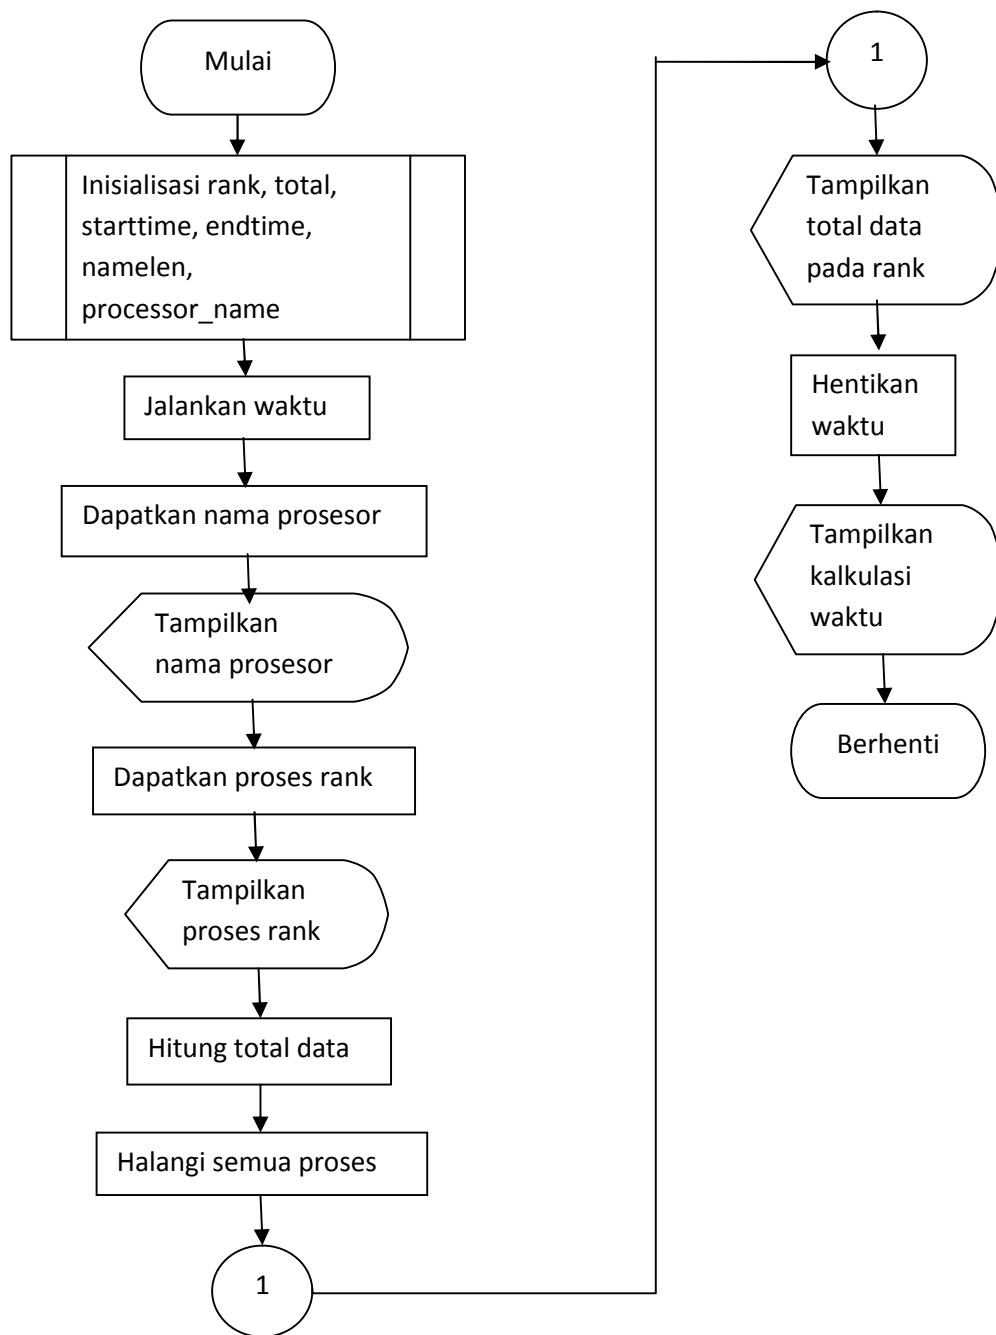 Mulai
Inisialisasi rank, total,
starttime, endtime,
namelen,
processor_name
Jalankan waktu
Dapatkan nama prosesor
Tampilkan
nama prosesor
Dapatkan proses rank
Tampilkan
proses rank
Hitung total data
Halangi semua proses
1
1
Tampilkan
total data
pada rank
Hentikan
waktu
Tampilkan
kalkulasi
waktu
Berhenti